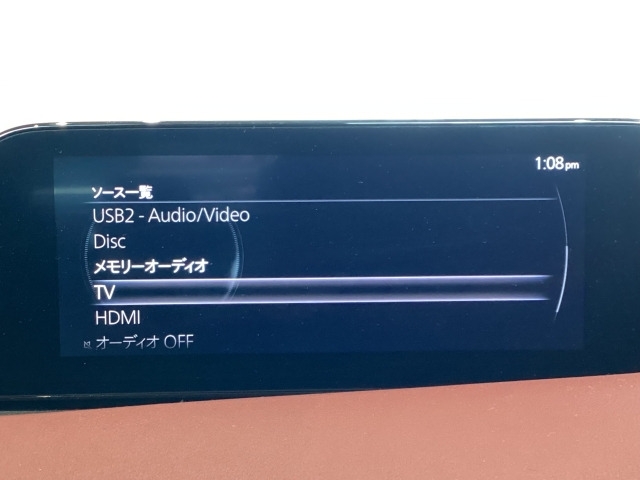 1:08pm
ソース一覧
USB2 - Audio/Video
Disc
メモリーオーディオ
TV
HDMI
オーディオ OFF